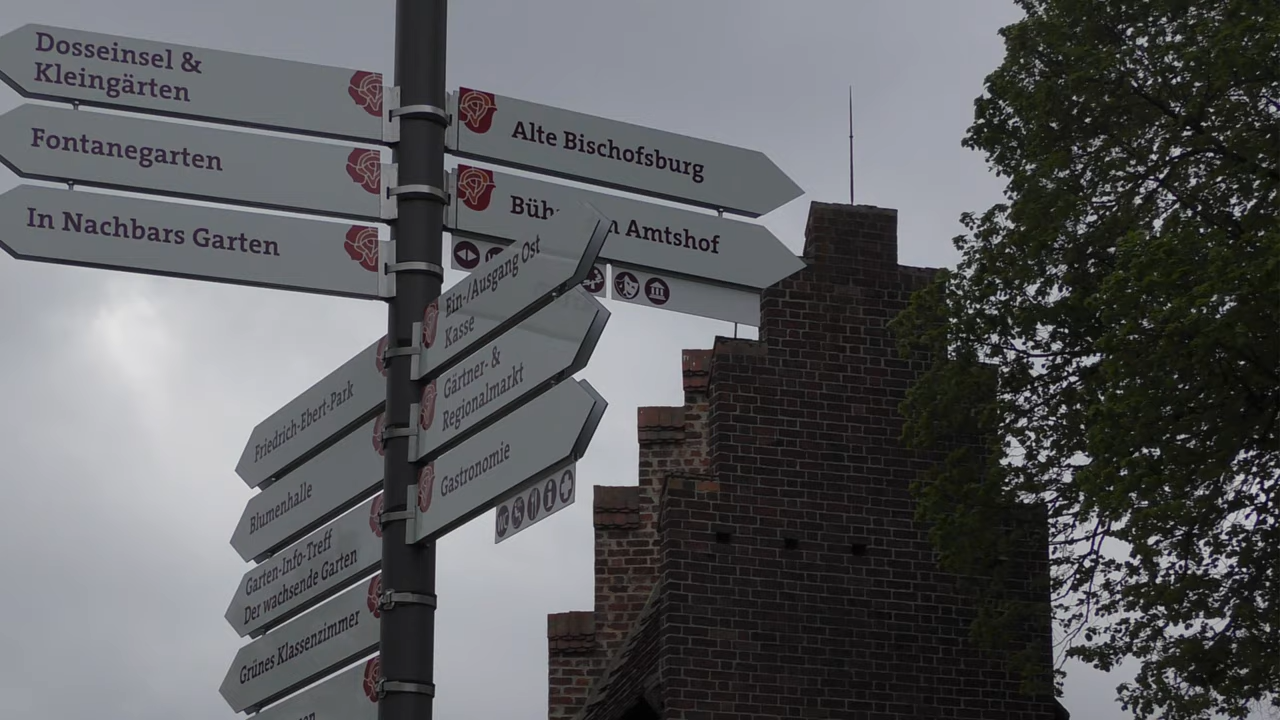 Dosseinsel &
Kleingärten
Fontanegarten
In Nachbars Garten
Alte Bischofsburg
Amtshof
Ein-/Ausgang Ost
Kasse
Gärtner- &
Regionalmarkt
Gastronomie
Friedrich-Ebert-Park
Blumenhalle
Garten-Info-Treff
Der wachsende Garten
Grünes Klassenzimmer